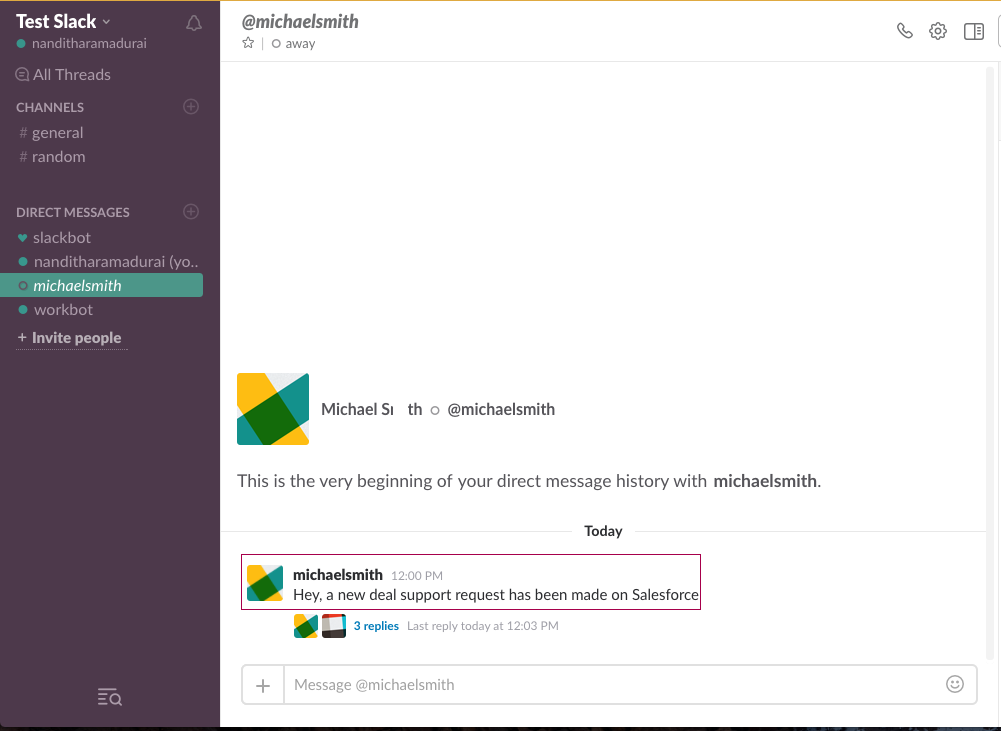 Test Slack
nanditharamadurai
All Threads
CHANNELS
# general
# random
DIRECT MESSAGES
slackbot
nanditharamadurai (yo..
michaelsmith
workbot
+ Invite people
@michaelsmith
away
Michael S th @michaelsmith
This is the very beginning of your direct message history with michaelsmith.
Today
michaelsmith 12:00 PM
Hey, a new deal support request has been made on Salesforce
3 replies Last reply today at 12:03 PM
+ Message @michaelsmith